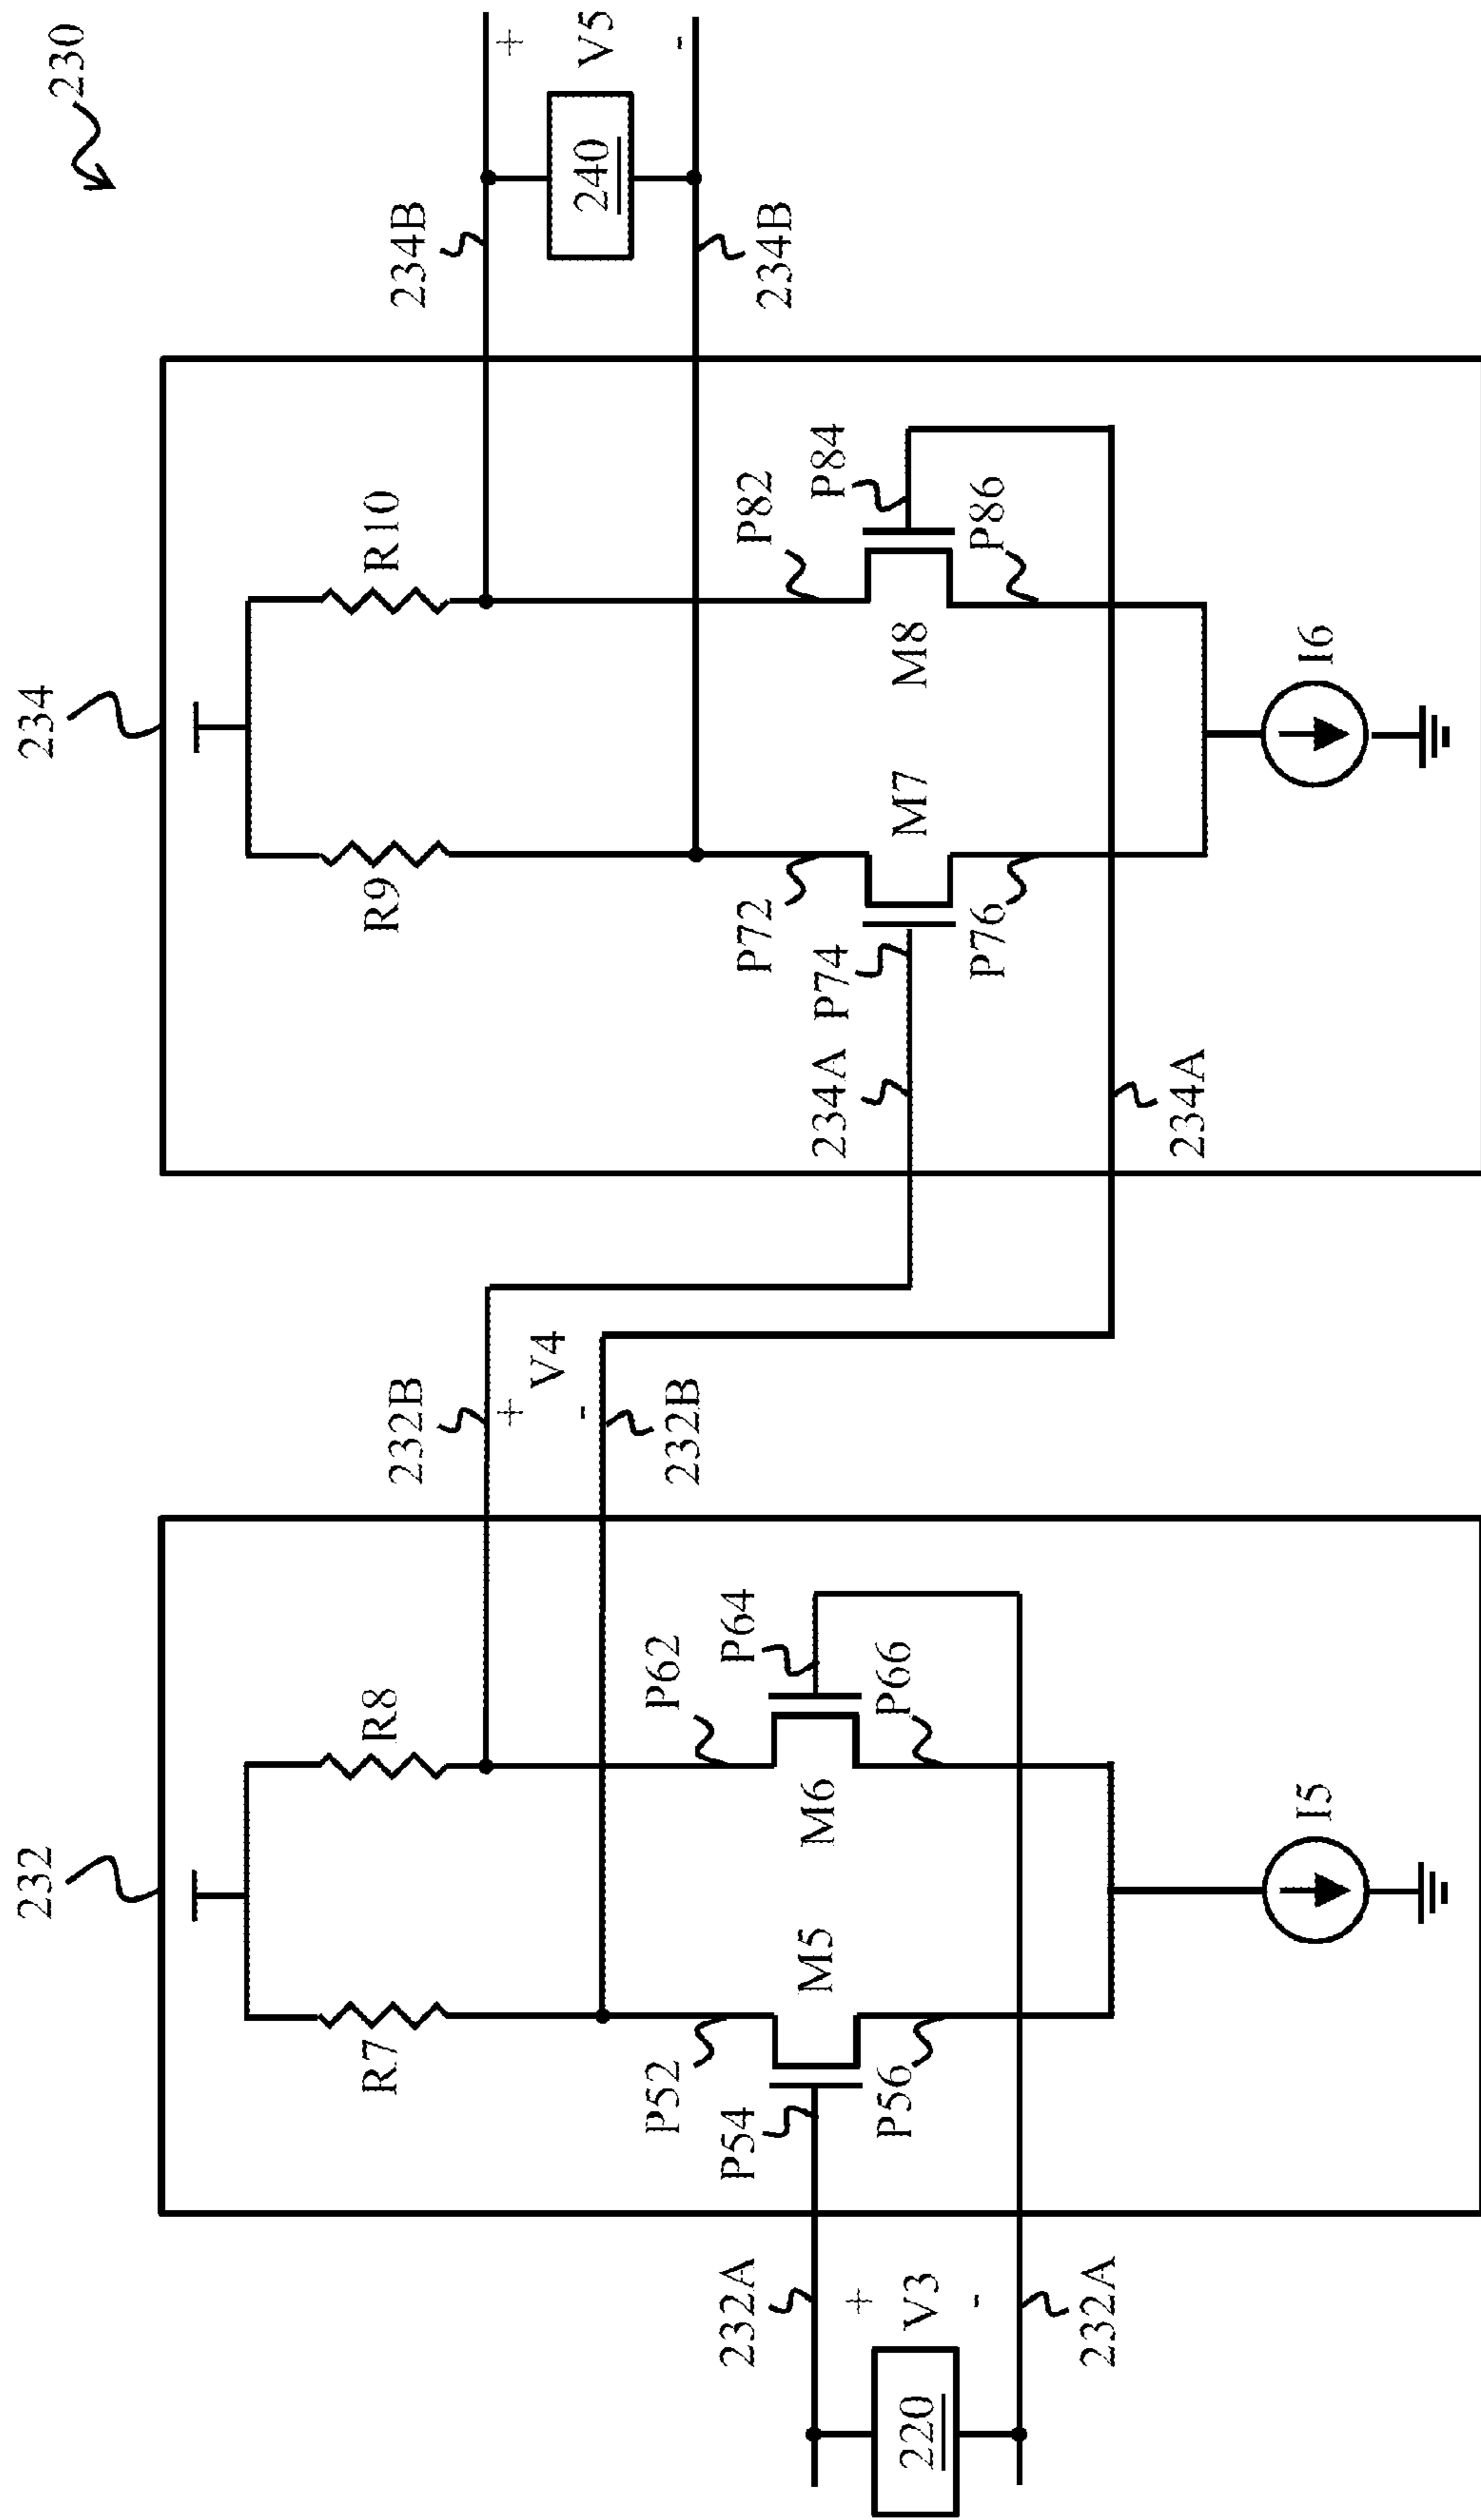 230
232
234
R7
R8
R9
R10
232B
+
V4
-
232B
234B
+
V5
-
234B
240
P52
P62
P54
P64
M5
M6
P56
P66
P72
P82
P74
P84
M7
M8
P76
P86
234A
234A
232A
+
V3
-
232A
220
I5
I6